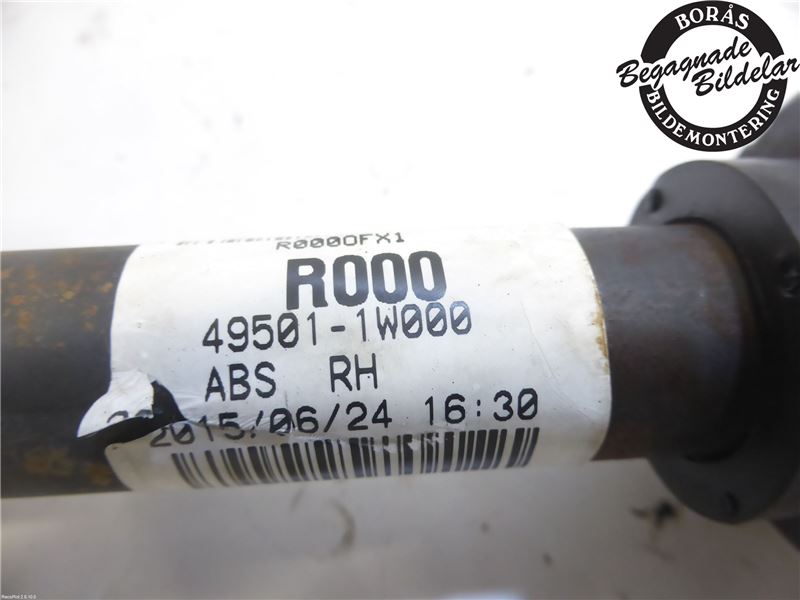 BORÅS
Begagnade
Bildelar
BILDEMONTERING
R0000FX1
R000
49501-1W000
ABS RH
2015/06/24 16:30